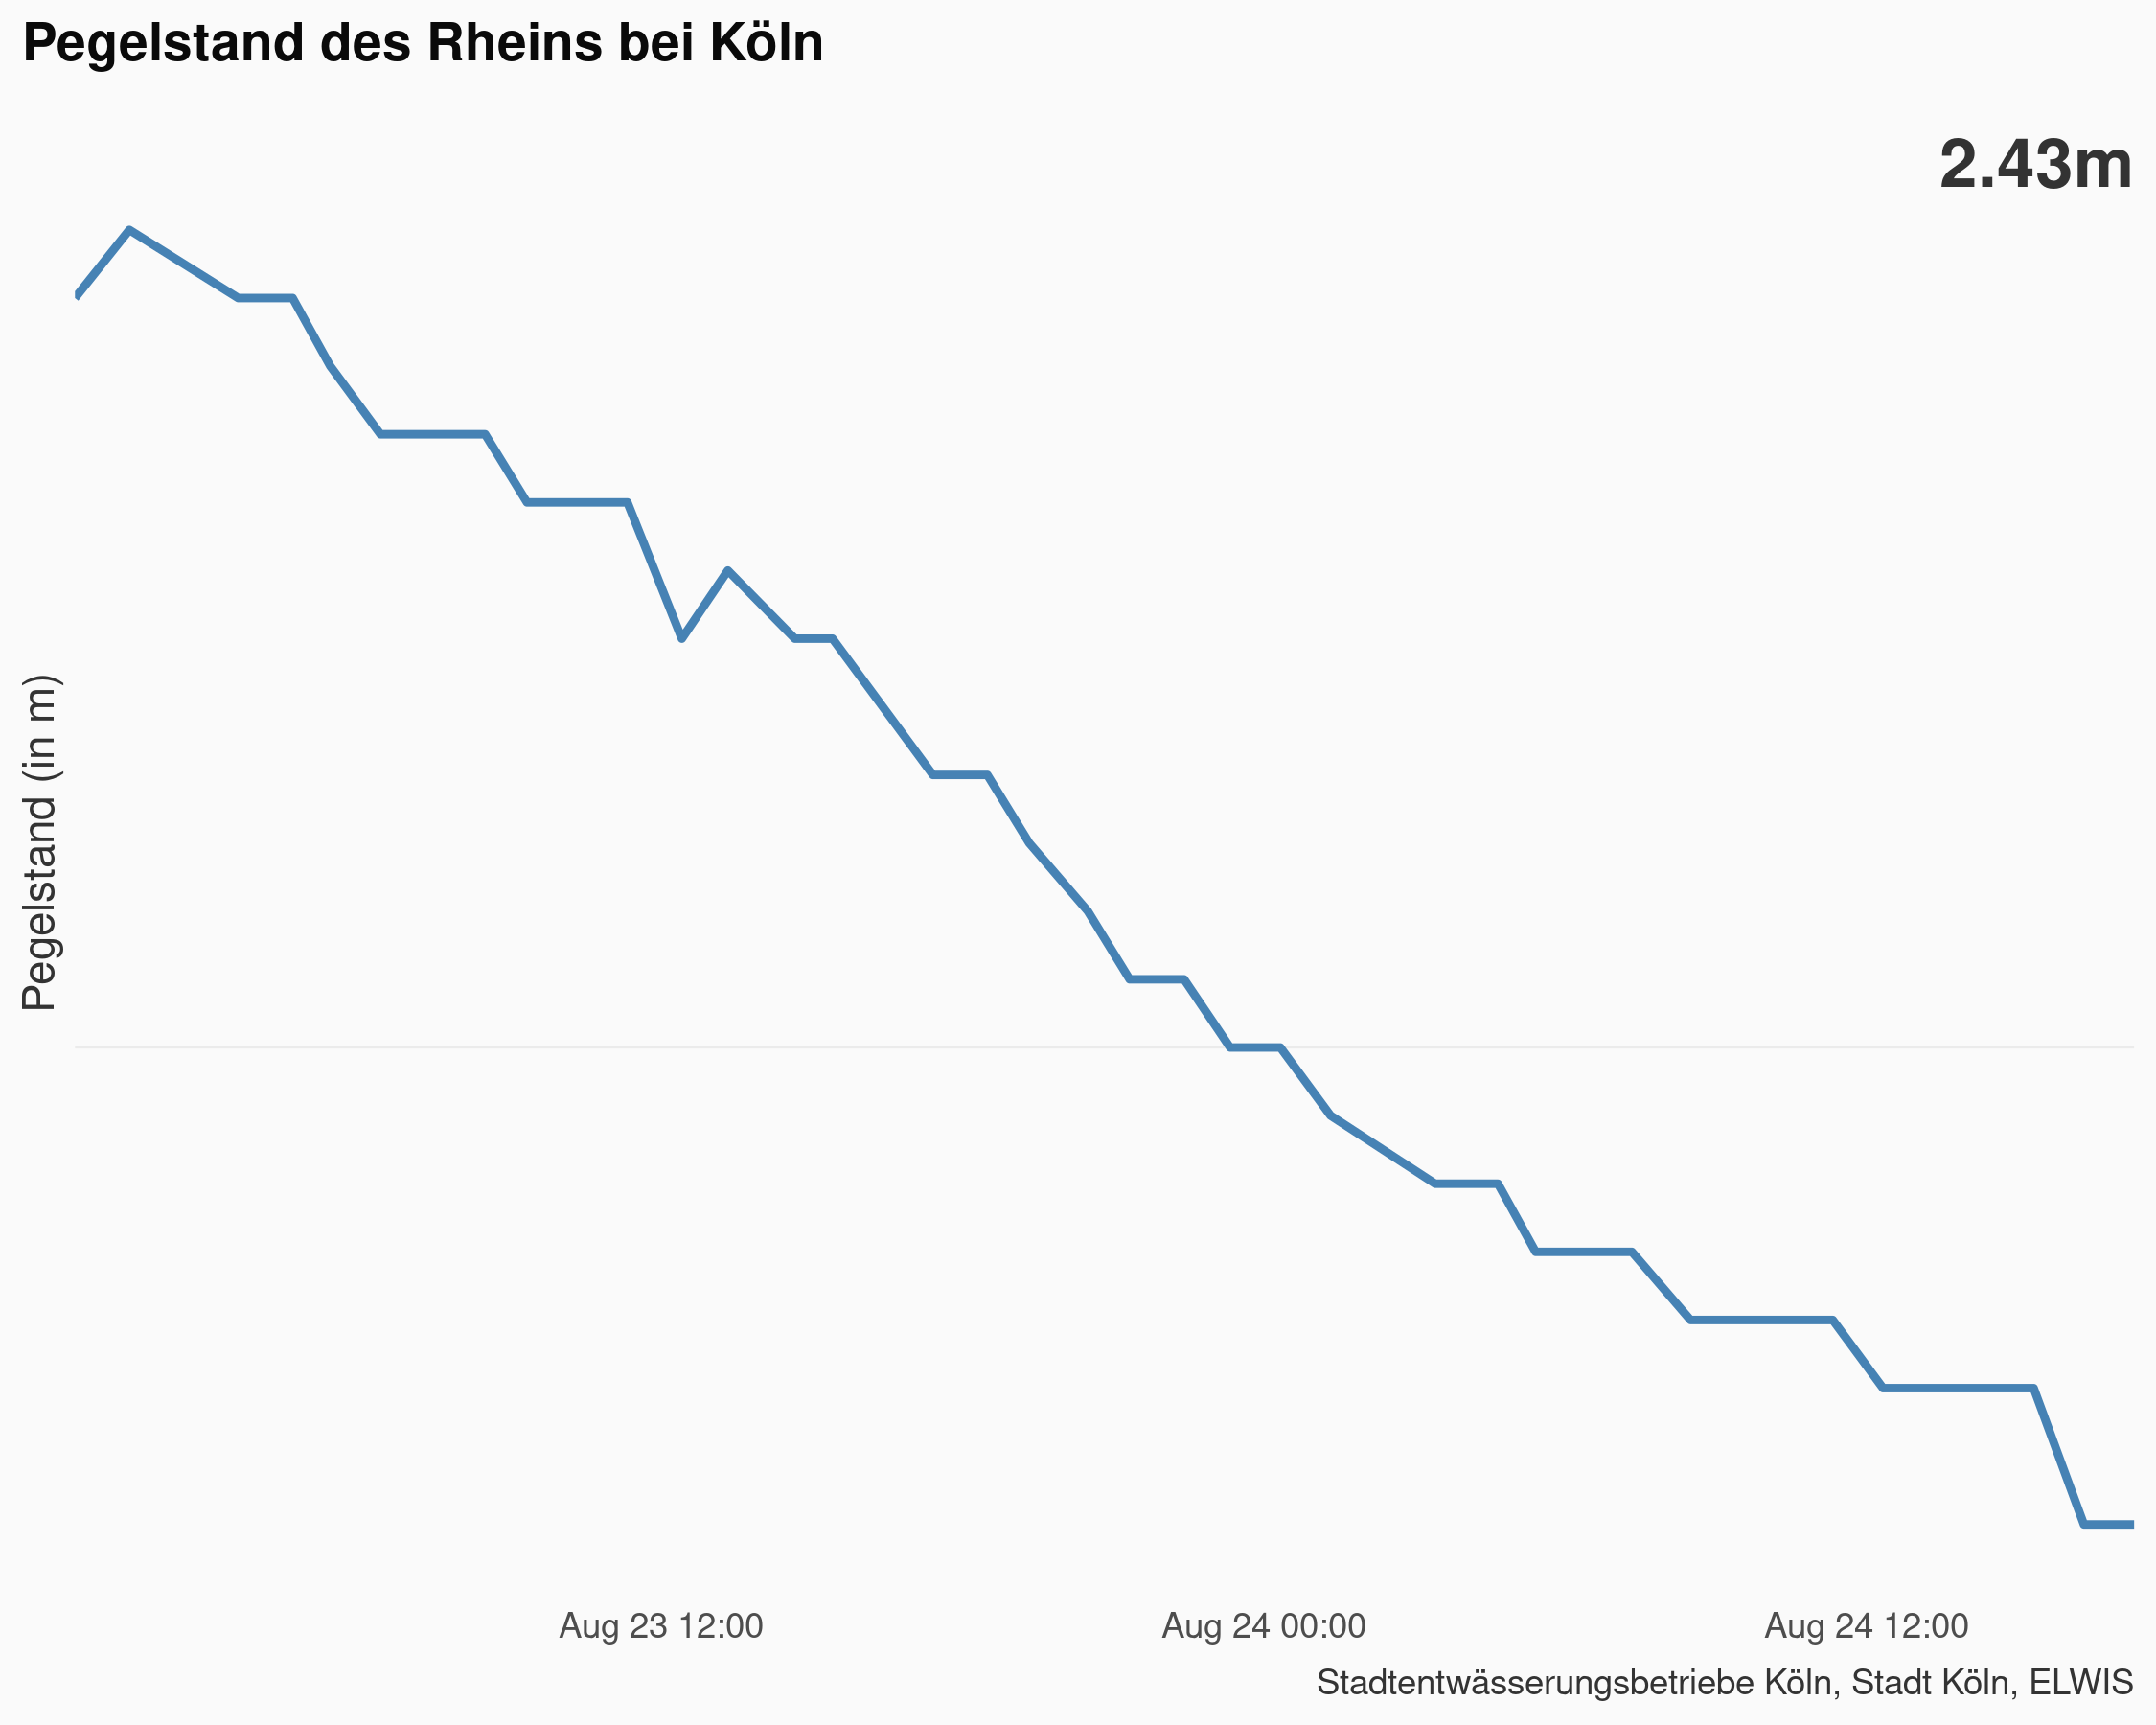 Pegelstand des Rheins bei Köln
2.43m
Pegelstand (in m)
Aug 23 12:00
Aug 24 00:00
Aug 24 12:00
Stadtentwässerungsbetriebe Köln, Stadt Köln, ELWIS